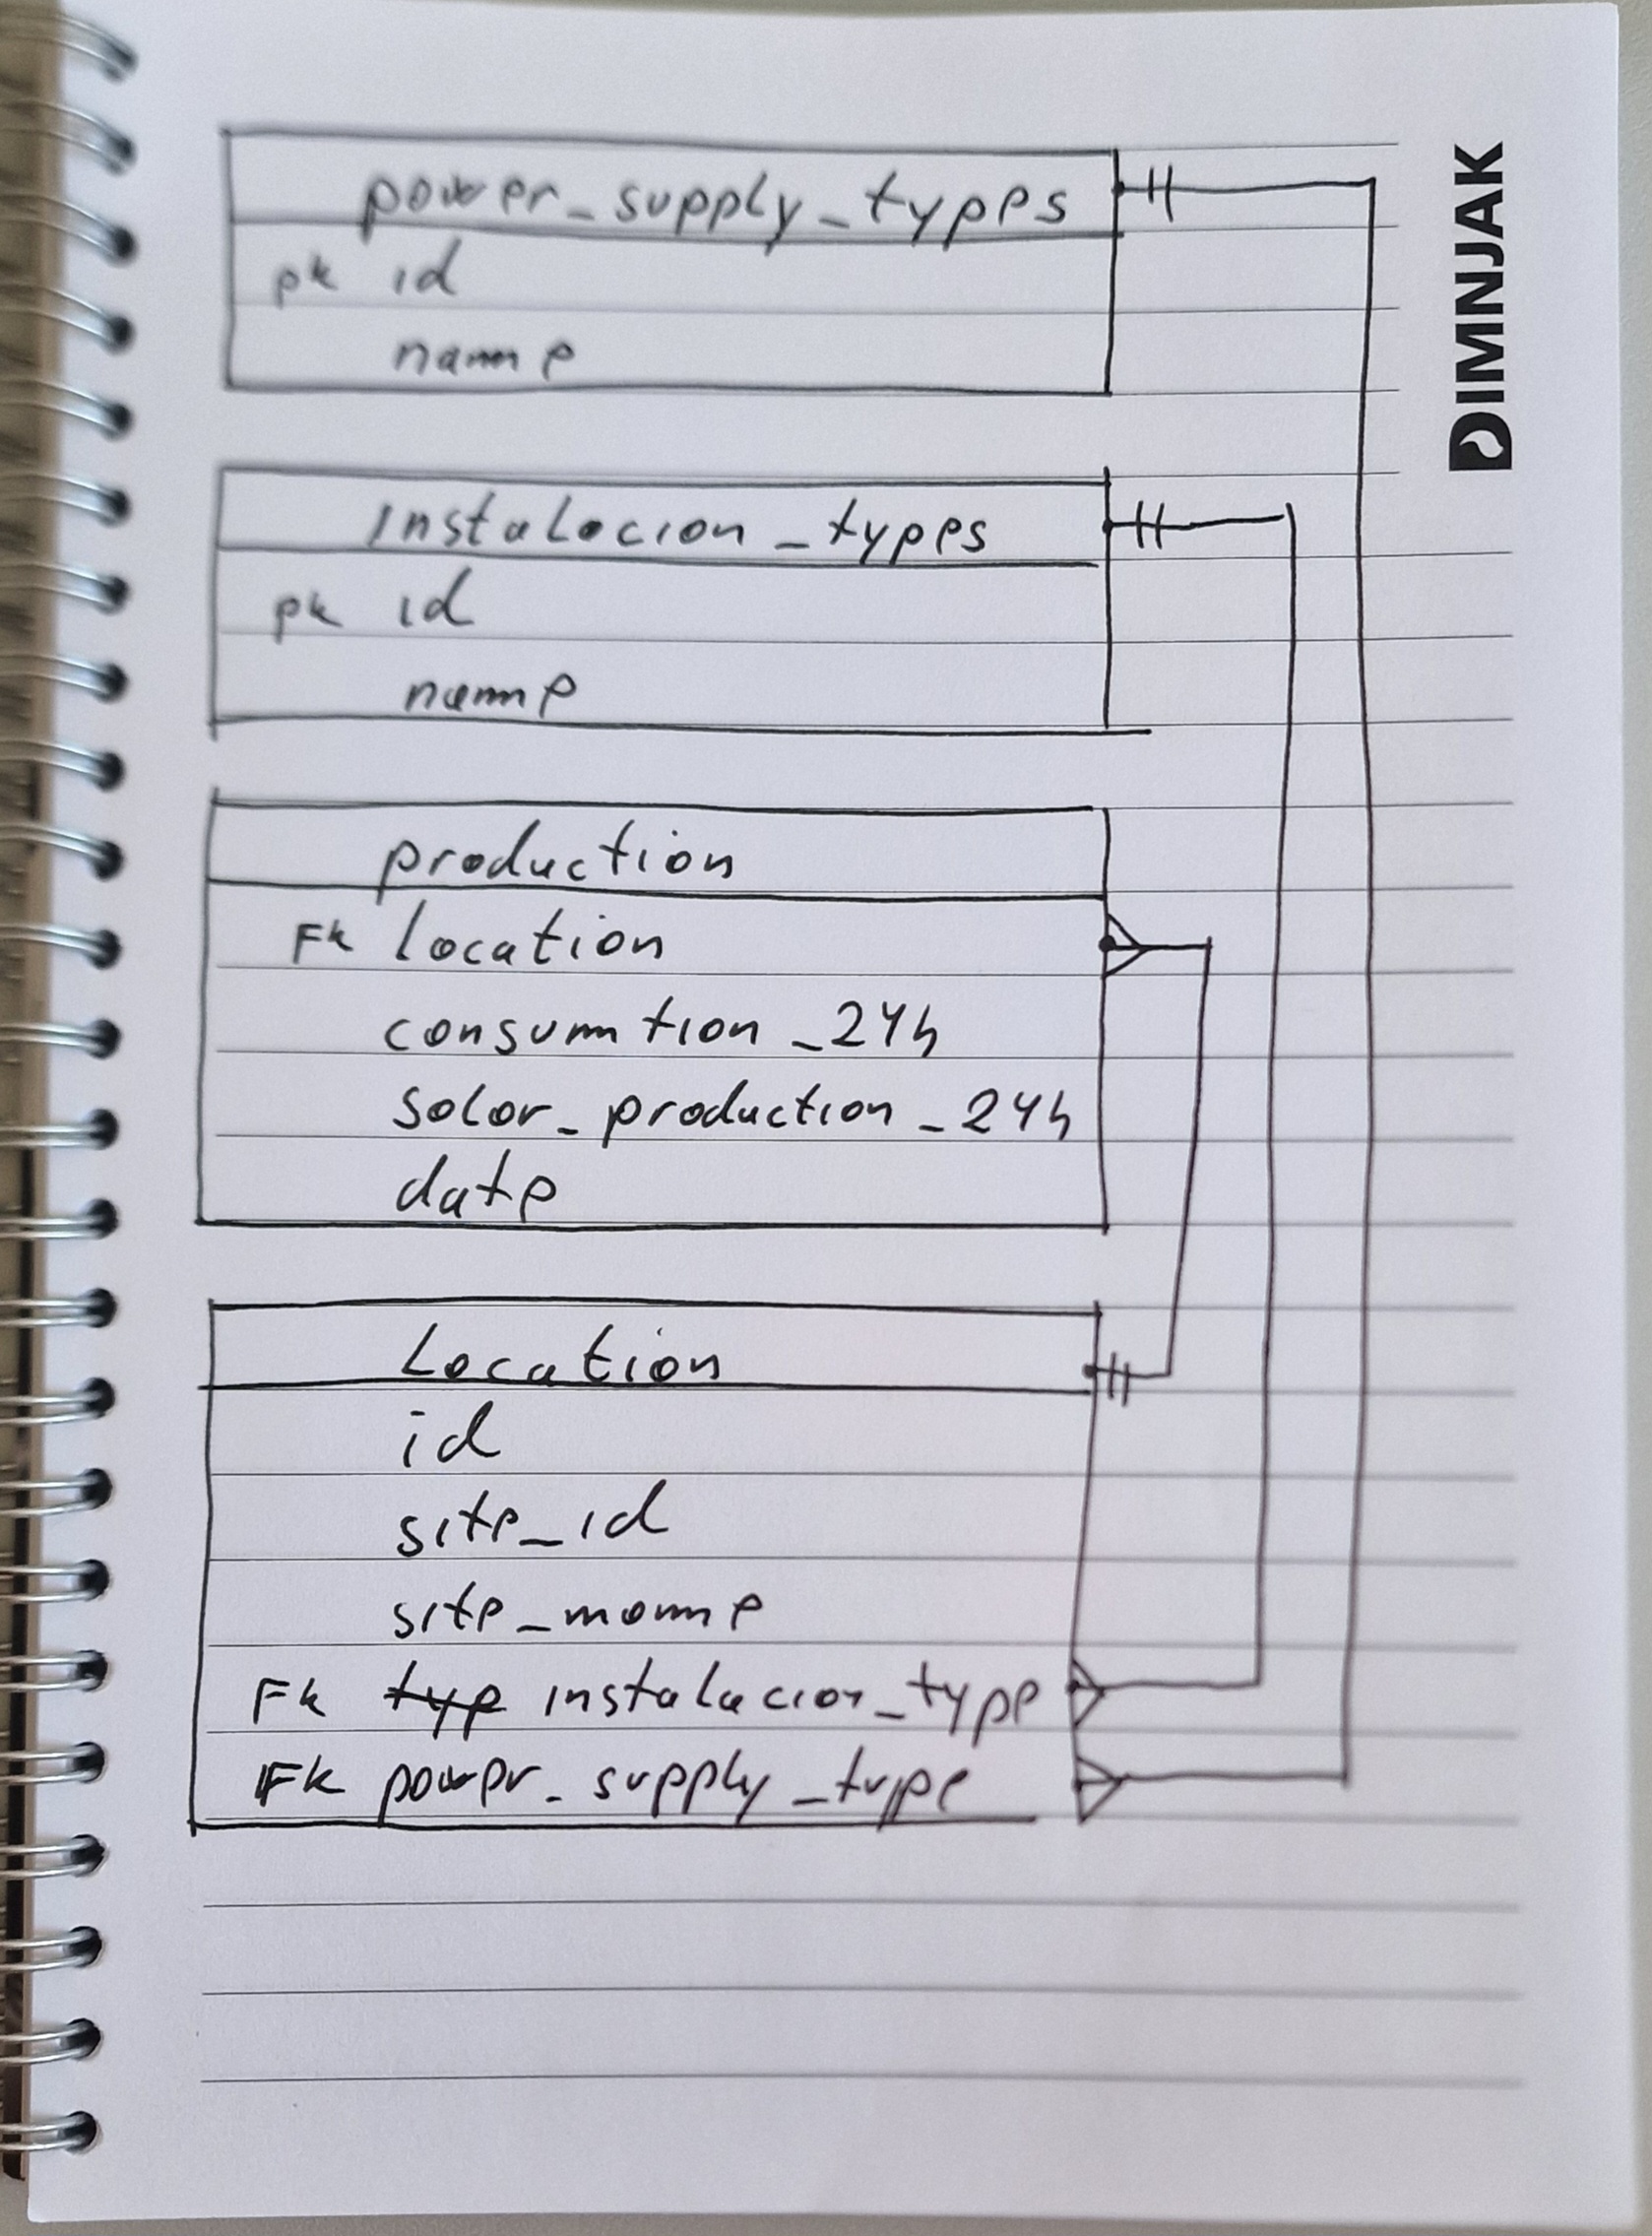 power_supply_types
pk id
name
DIMNJAK
instalacion_types
pk id
name
production
FK location
consumtion_24h
solar_production_24h
date
Location
id
site_id
site_name
FK typ instalacion_type
FK power_supply_type